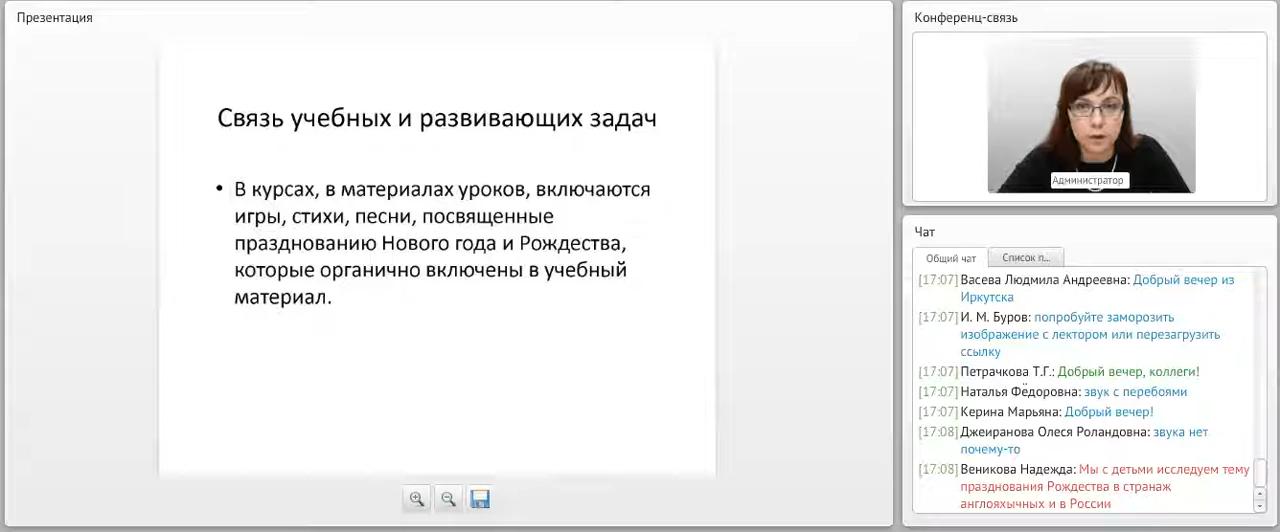 Презентация
Связь учебных и развивающих задач
• В курсах, в материалах уроков, включаются
игры, стихи, песни, посвященные
празднованию Нового года и Рождества,
которые органично включены в учебный
материал.
Конференц-связь
Администратор
Чат
Общий чат
Список п...
[17:07] Васева Людмила Андреевна: Добрый вечер из
Иркутска
[17:07] И. М. Буров: попробуйте заморозить
изображение с лектором или перезагрузить
ссылку
[17:07] Петрачкова Т.Г.: Добрый вечер, коллеги!
[17:07] Наталья Фёдоровна: звук с перебоями
[17:07] Керина Марьяна: Добрый вечер!
[17:08] Джеиранова Олеся Роландовна: звука нет
почему-то
[17:08] Веникова Надежда: Мы с детьми исследуем тему
празднования Рождества в странаж
англояхычных и в России